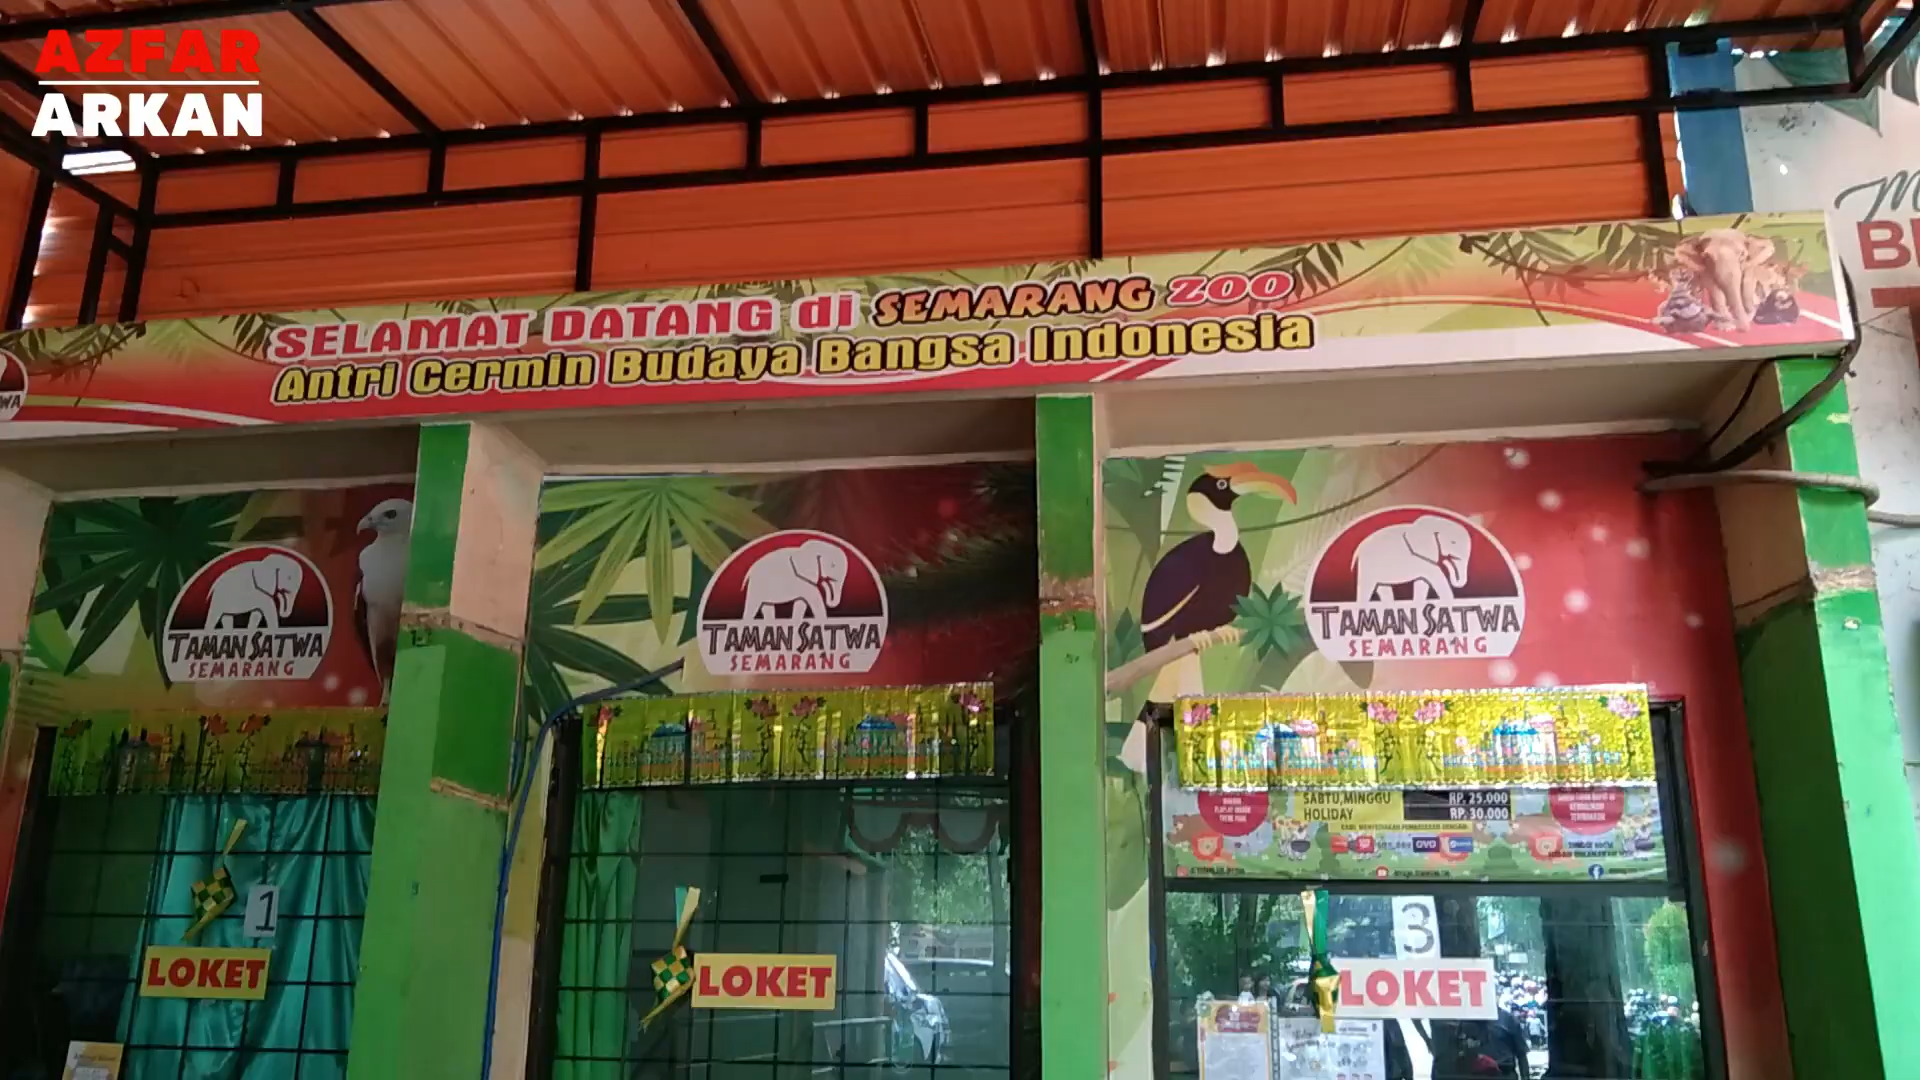 AZFAR
ARKAN
SELAMAT DATANG di SEMARANG ZOO
Antri Cermin Budaya Bangsa Indonesia
TAMAN SATWA
SEMARANG
TAMAN SATWA
SEMARANG
TAMAN SATWA
SEMARANG
1
LOKET
LOKET
SABTU,MINGGU RP. 25.000
HOLIDAY RP. 30.000
OVO
3
LOKET